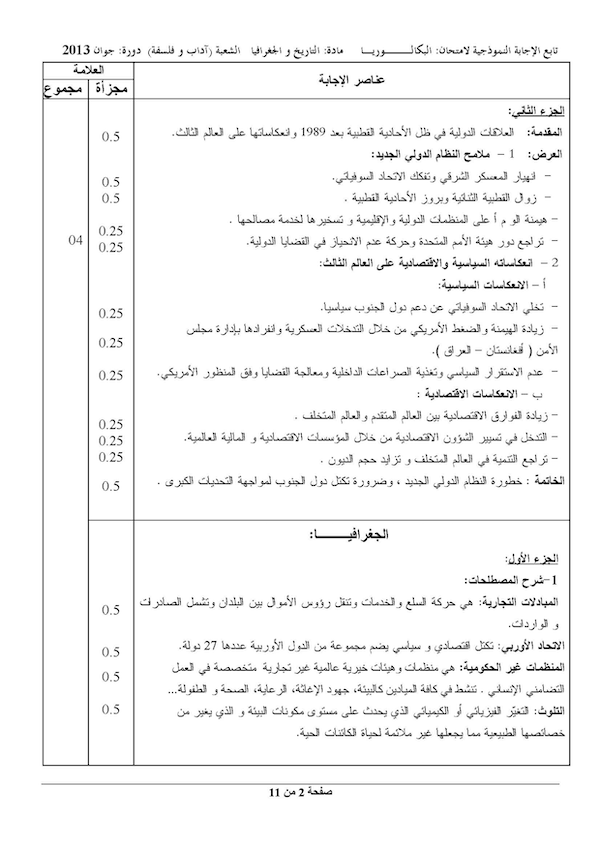 تابع الإجابة النموذجية لامتحان: البكالـــــــوريـــا مادة: التاريخ و الجغرافيا الشعبة (آداب و فلسفة) دورة: جوان 2013
عناصر الإجابة
العلامة
مجزأة
مجموع
الجزء الثاني:
المقدمة: العلاقات الدولية في ظل الأحادية القطبية بعد 1989 وانعكاساتها على العالم الثالث. 0.5
العرض: 1 – ملامح النظام الدولي الجديد:
- انهيار المعسكر الشرقي وتفكك الاتحاد السوفياتي. 0.5
- زوال القطبية الثنائية وبروز الأحادية القطبية . 0.5
- هيمنة الو م أ على المنظمات الدولية والإقليمية و تسخيرها لخدمة مصالحها . 0.25
- تراجع دور هيئة الأمم المتحدة وحركة عدم الانحياز في القضايا الدولية. 0.25 04
2 – انعكاساته السياسية والاقتصادية على العالم الثالث:
أ – الانعكاسات السياسية:
- تخلي الاتحاد السوفياتي عن دعم دول الجنوب سياسيا. 0.25
- زيادة الهيمنة والضغط الأمريكي من خلال التدخلات العسكرية وانفرادها بإدارة مجلس
الأمن ( أفغانستان – العراق ). 0.25
- عدم الاستقرار السياسي وتغذية الصراعات الداخلية ومعالجة القضايا وفق المنظور الأمريكي. 0.25
ب – الانعكاسات الاقتصادية :
- زيادة الفوارق الاقتصادية بين العالم المتقدم والعالم المتخلف . 0.25
- التدخل في تسيير الشؤون الاقتصادية من خلال المؤسسات الاقتصادية و المالية العالمية. 0.25
- تراجع التنمية في العالم المتخلف و تزايد حجم الديون . 0.25
الخاتمة : خطورة النظام الدولي الجديد ، وضرورة تكتل دول الجنوب لمواجهة التحديات الكبرى . 0.5
الجغرافيـــــــا:
الجزء الأول:
1-شرح المصطلحات:
المبادلات التجارية: هي حركة السلع والخدمات وتنقل رؤوس الأموال بين البلدان وتشمل الصادرات 0.5
و الواردات.
الاتحاد الأوربي: تكتل اقتصادي و سياسي يضم مجموعة من الدول الأوربية عددها 27 دولة. 0.5
المنظمات غير الحكومية: هي منظمات وهيئات خيرية عالمية غير تجارية متخصصة في العمل 0.5
التضامني الإنساني . تنشط في كافة الميادين كالبيئة، جهود الإغاثة، الرعاية، الصحة و الطفولة...
التلوث: التغيّر الفيزيائي أو الكيميائي الذي يحدث على مستوى مكونات البيئة و الذي يغير من 0.5
خصائصها الطبيعية مما يجعلها غير ملائمة لحياة الكائنات الحية.
صفحة 2 من 11